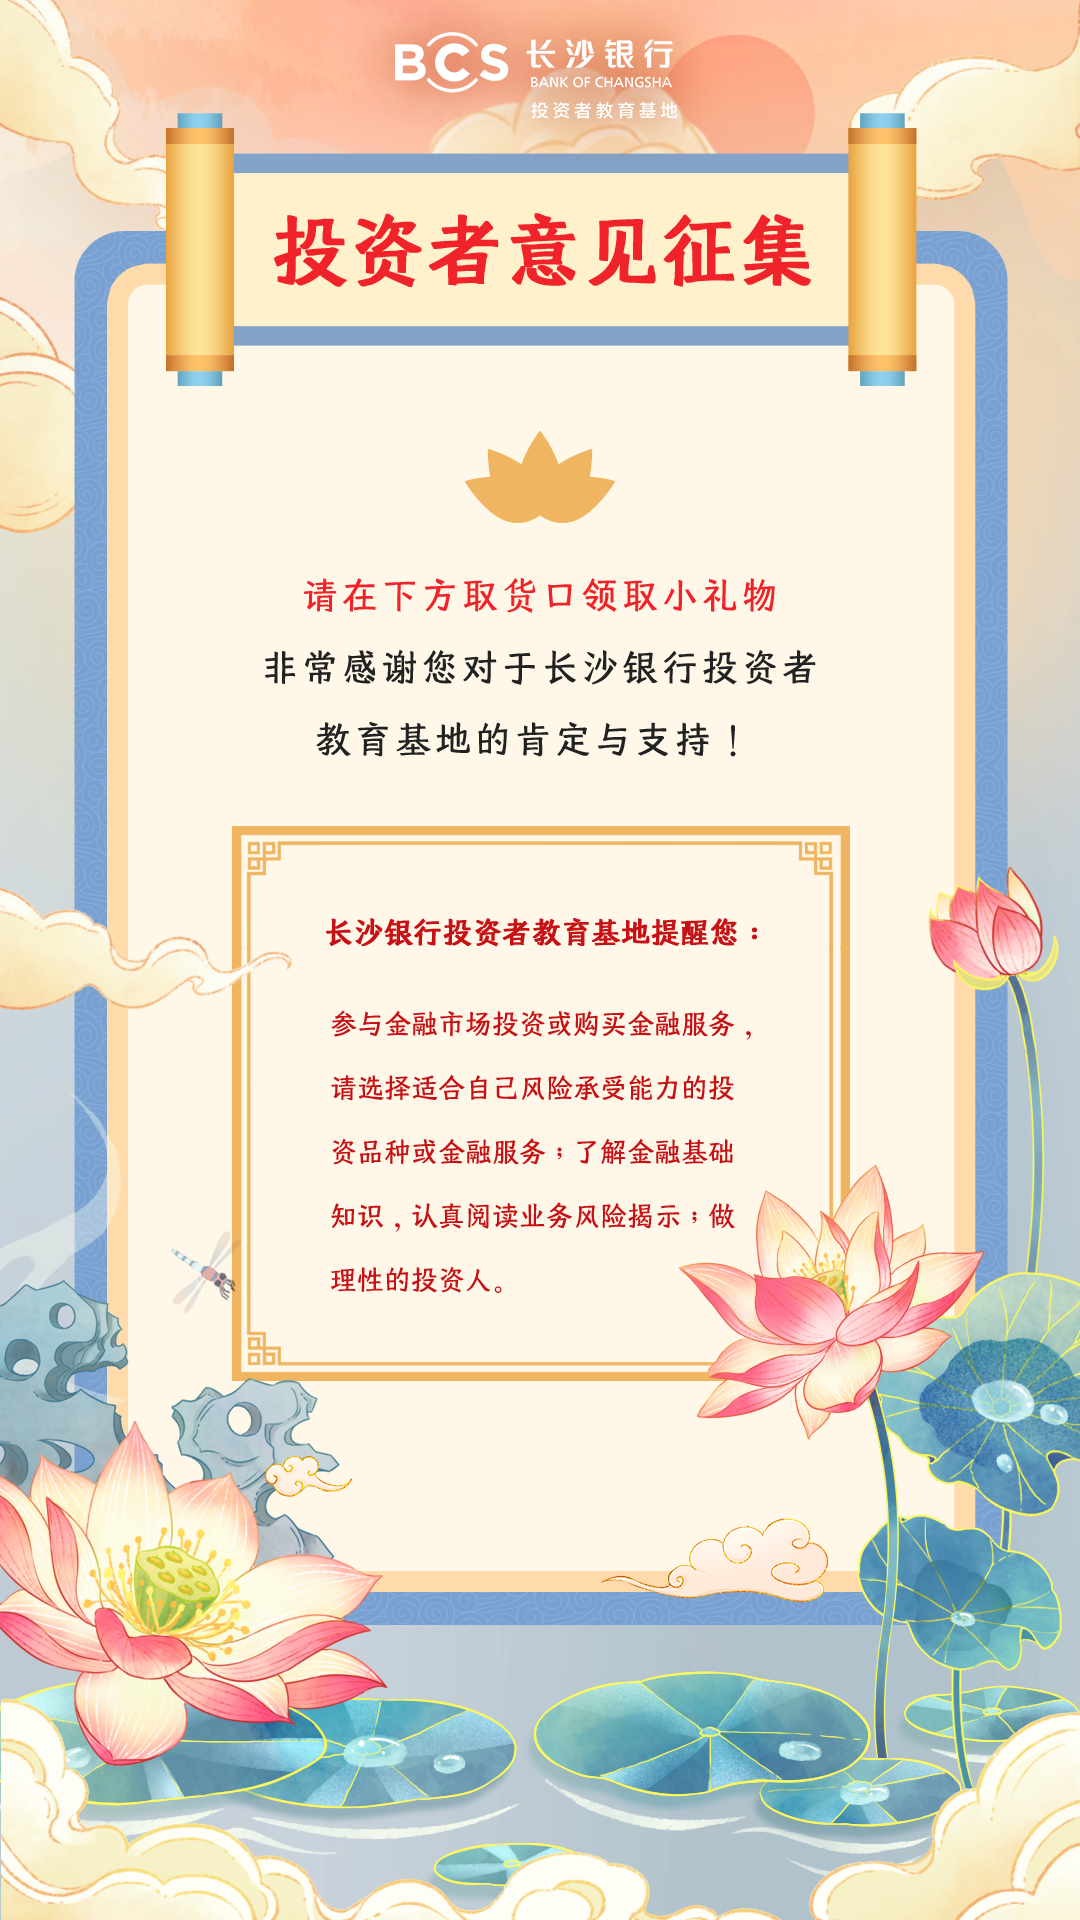 BCS 长沙银行
BANK OF CHANGSHA
投资者教育基地
投资者意见征集
请在下方取货口领取小礼物
非常感谢您对于长沙银行投资者
教育基地的肯定与支持！
长沙银行投资者教育基地提醒您：
参与金融市场投资或购买金融服务，
请选择适合自己风险承受能力的投
资品种或金融服务；了解金融基础
知识，认真阅读业务风险揭示；做
理性的投资人。